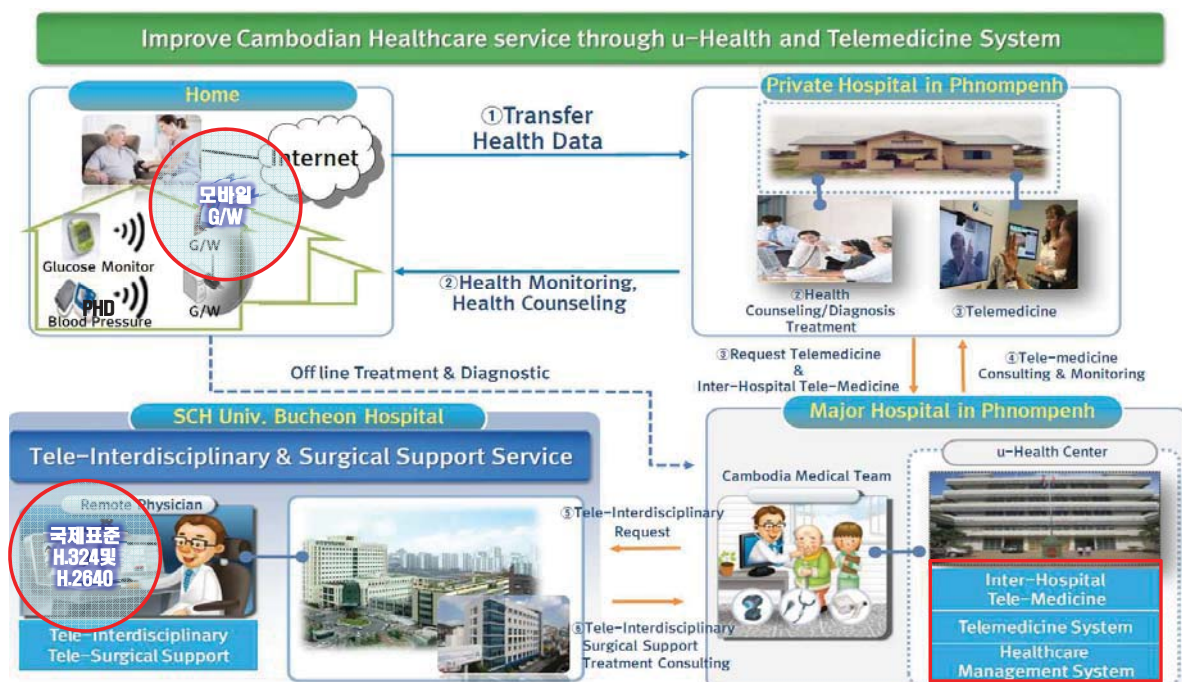 Improve Cambodian Healthcare service through u-Health and Telemedicine System
Home
Internet
모바일
G/W
G/W
Glucose Monitor
PHD
Blood Pressure
G/W
①Transfer
Health Data
②Health Monitoring,
Health Counseling
Private Hospital in Phnompenh
②Health
Counseling/Diagnosis
Treatment
③Telemedicine
③Request Telemedicine
&
Inter-Hospital Tele-Medicine
④Tele-medicine
Consulting & Monitoring
Off line Treatment & Diagnostic
SCH Univ. Bucheon Hospital
Tele-Interdisciplinary & Surgical Support Service
Remote Physician
국제표준
H.324및
H.2640
Tele-Interdisciplinary
Tele-Surgical Support
⑤Tele-Interdisciplinary
Request
⑥Tele-Interdisciplinary
Surgical Support
Treatment Consulting
Major Hospital in Phnompenh
Cambodia Medical Team
u-Health Center
Inter-Hospital
Tele-Medicine
Telemedicine System
Healthcare
Management System